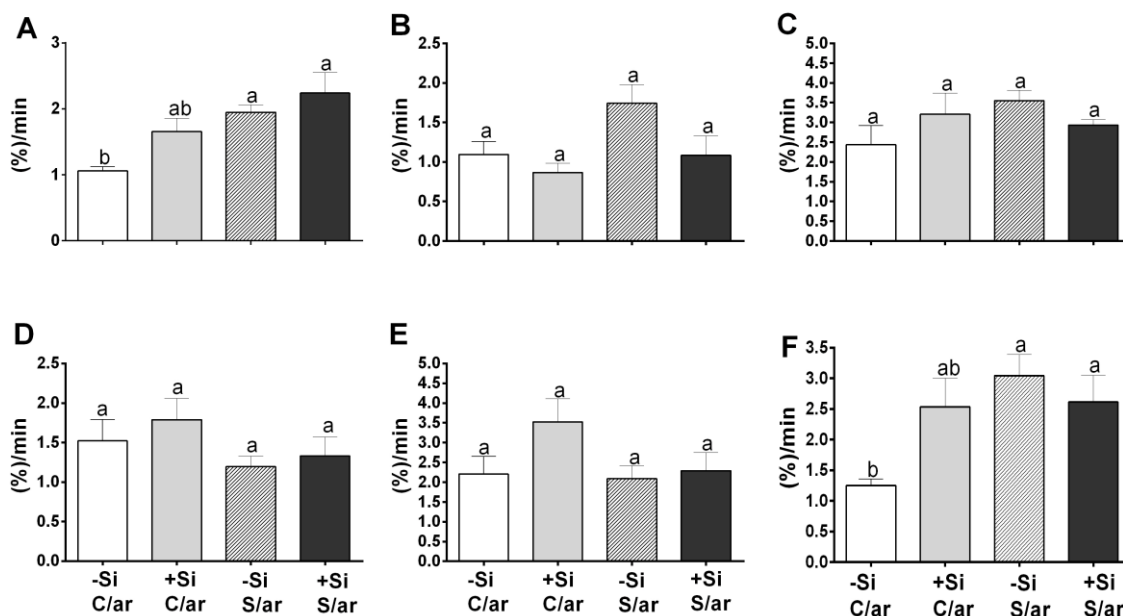 A
(%)/min
3
2
1
0
b
ab
a
a
B
(%)/min
2.5
2.0
1.5
1.0
0.5
0.0
a
a
a
a
C
(%)/min
5.0
4.5
4.0
3.5
3.0
2.5
2.0
1.5
1.0
0.5
0.0
a
a
a
a
D
(%)/min
2.5
2.0
1.5
1.0
0.5
0.0
a
a
a
a
-Si +Si -Si +Si
C/ar C/ar S/ar S/ar
E
(%)/min
5.0
4.5
4.0
3.5
3.0
2.5
2.0
1.5
1.0
0.5
0.0
a
a
a
a
-Si +Si -Si +Si
C/ar C/ar S/ar S/ar
F
(%)/min
3.5
3.0
2.5
2.0
1.5
1.0
0.5
0.0
b
ab
a
a
-Si +Si -Si +Si
C/ar C/ar S/ar S/ar